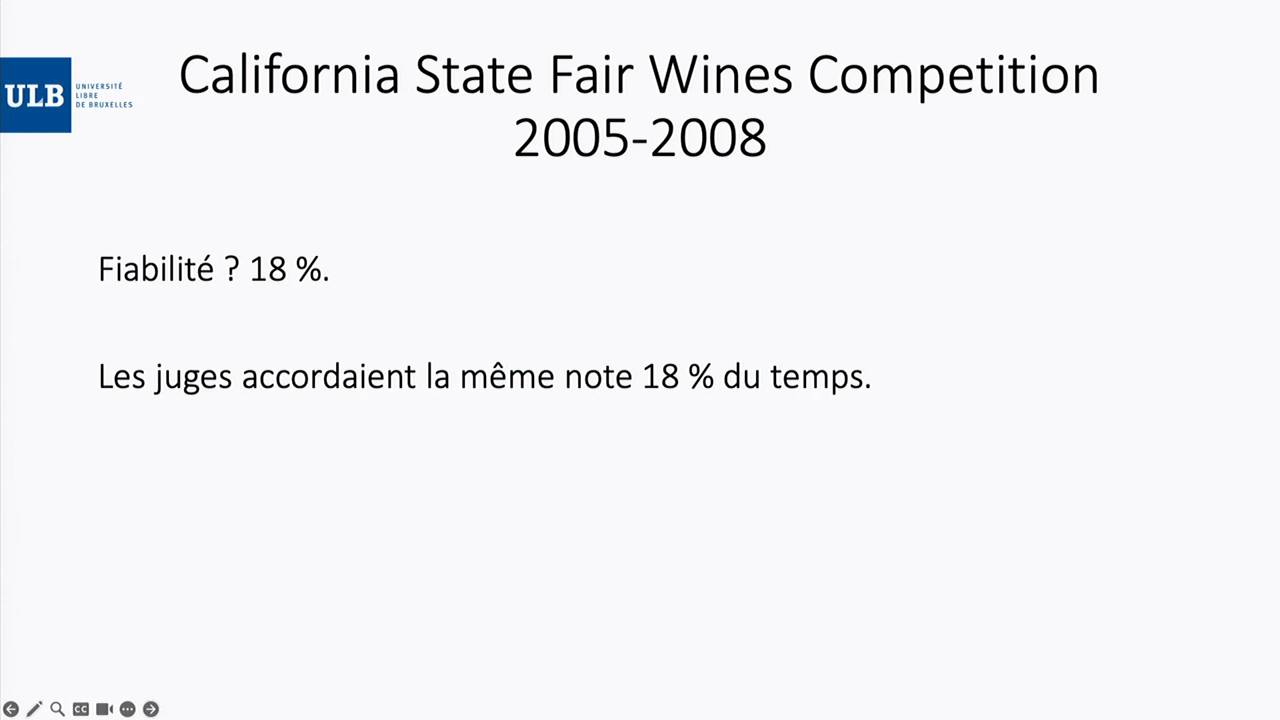 California State Fair Wines Competition
2005-2008
ULB
UNIVERSITÉ
LIBRE
DE BRUXELLES
Fiabilité ? 18 %.
Les juges accordaient la même note 18 % du temps.
CC